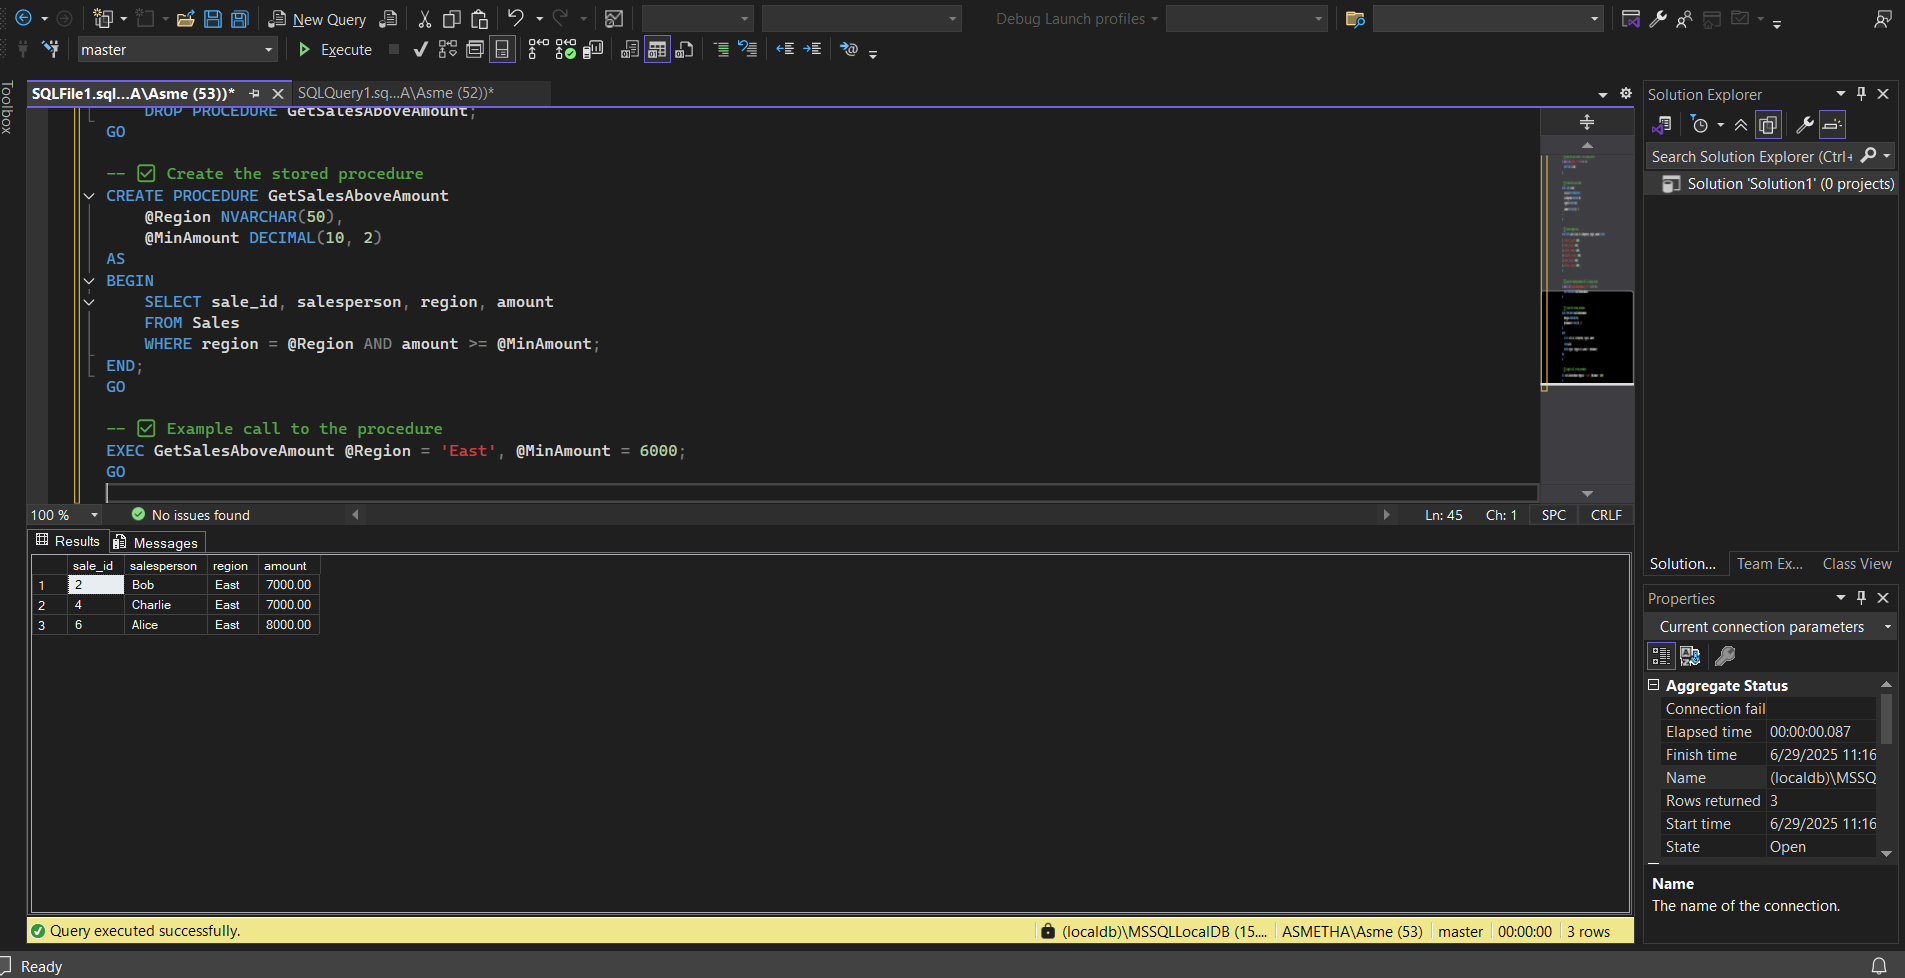 New Query
Debug Launch profiles
master
Execute
Toolbox
SQLFile1.sql...A\Asme (53))*
SQLQuery1.sq...A\Asme (52))*
DROP PROCEDURE GetSalesAboveAmount;
GO
-- ✅ Create the stored procedure
CREATE PROCEDURE GetSalesAboveAmount
@Region NVARCHAR(50),
@MinAmount DECIMAL(10, 2)
AS
BEGIN
SELECT sale_id, salesperson, region, amount
FROM Sales
WHERE region = @Region AND amount >= @MinAmount;
END;
GO
-- ✅ Example call to the procedure
EXEC GetSalesAboveAmount @Region = 'East', @MinAmount = 6000;
GO
100 % No issues found Ln: 45 Ch: 1 SPC CRLF
Results Messages
sale_id salesperson region amount
1 2 Bob East 7000.00
2 4 Charlie East 7000.00
3 6 Alice East 8000.00
Query executed successfully. (localdb)\MSSQLLocalDB (15.... ASMETHA\Asme (53) master 00:00:00 3 rows
Ready
Solution Explorer
Search Solution Explorer (Ctrl+
Solution 'Solution1' (0 projects)
Solution... Team Ex... Class View
Properties
Current connection parameters
Aggregate Status
Connection fail
Elapsed time 00:00:00.087
Finish time 6/29/2025 11:16
Name (localdb)\MSSQ
Rows returned 3
Start time 6/29/2025 11:16
State Open
Name
The name of the connection.